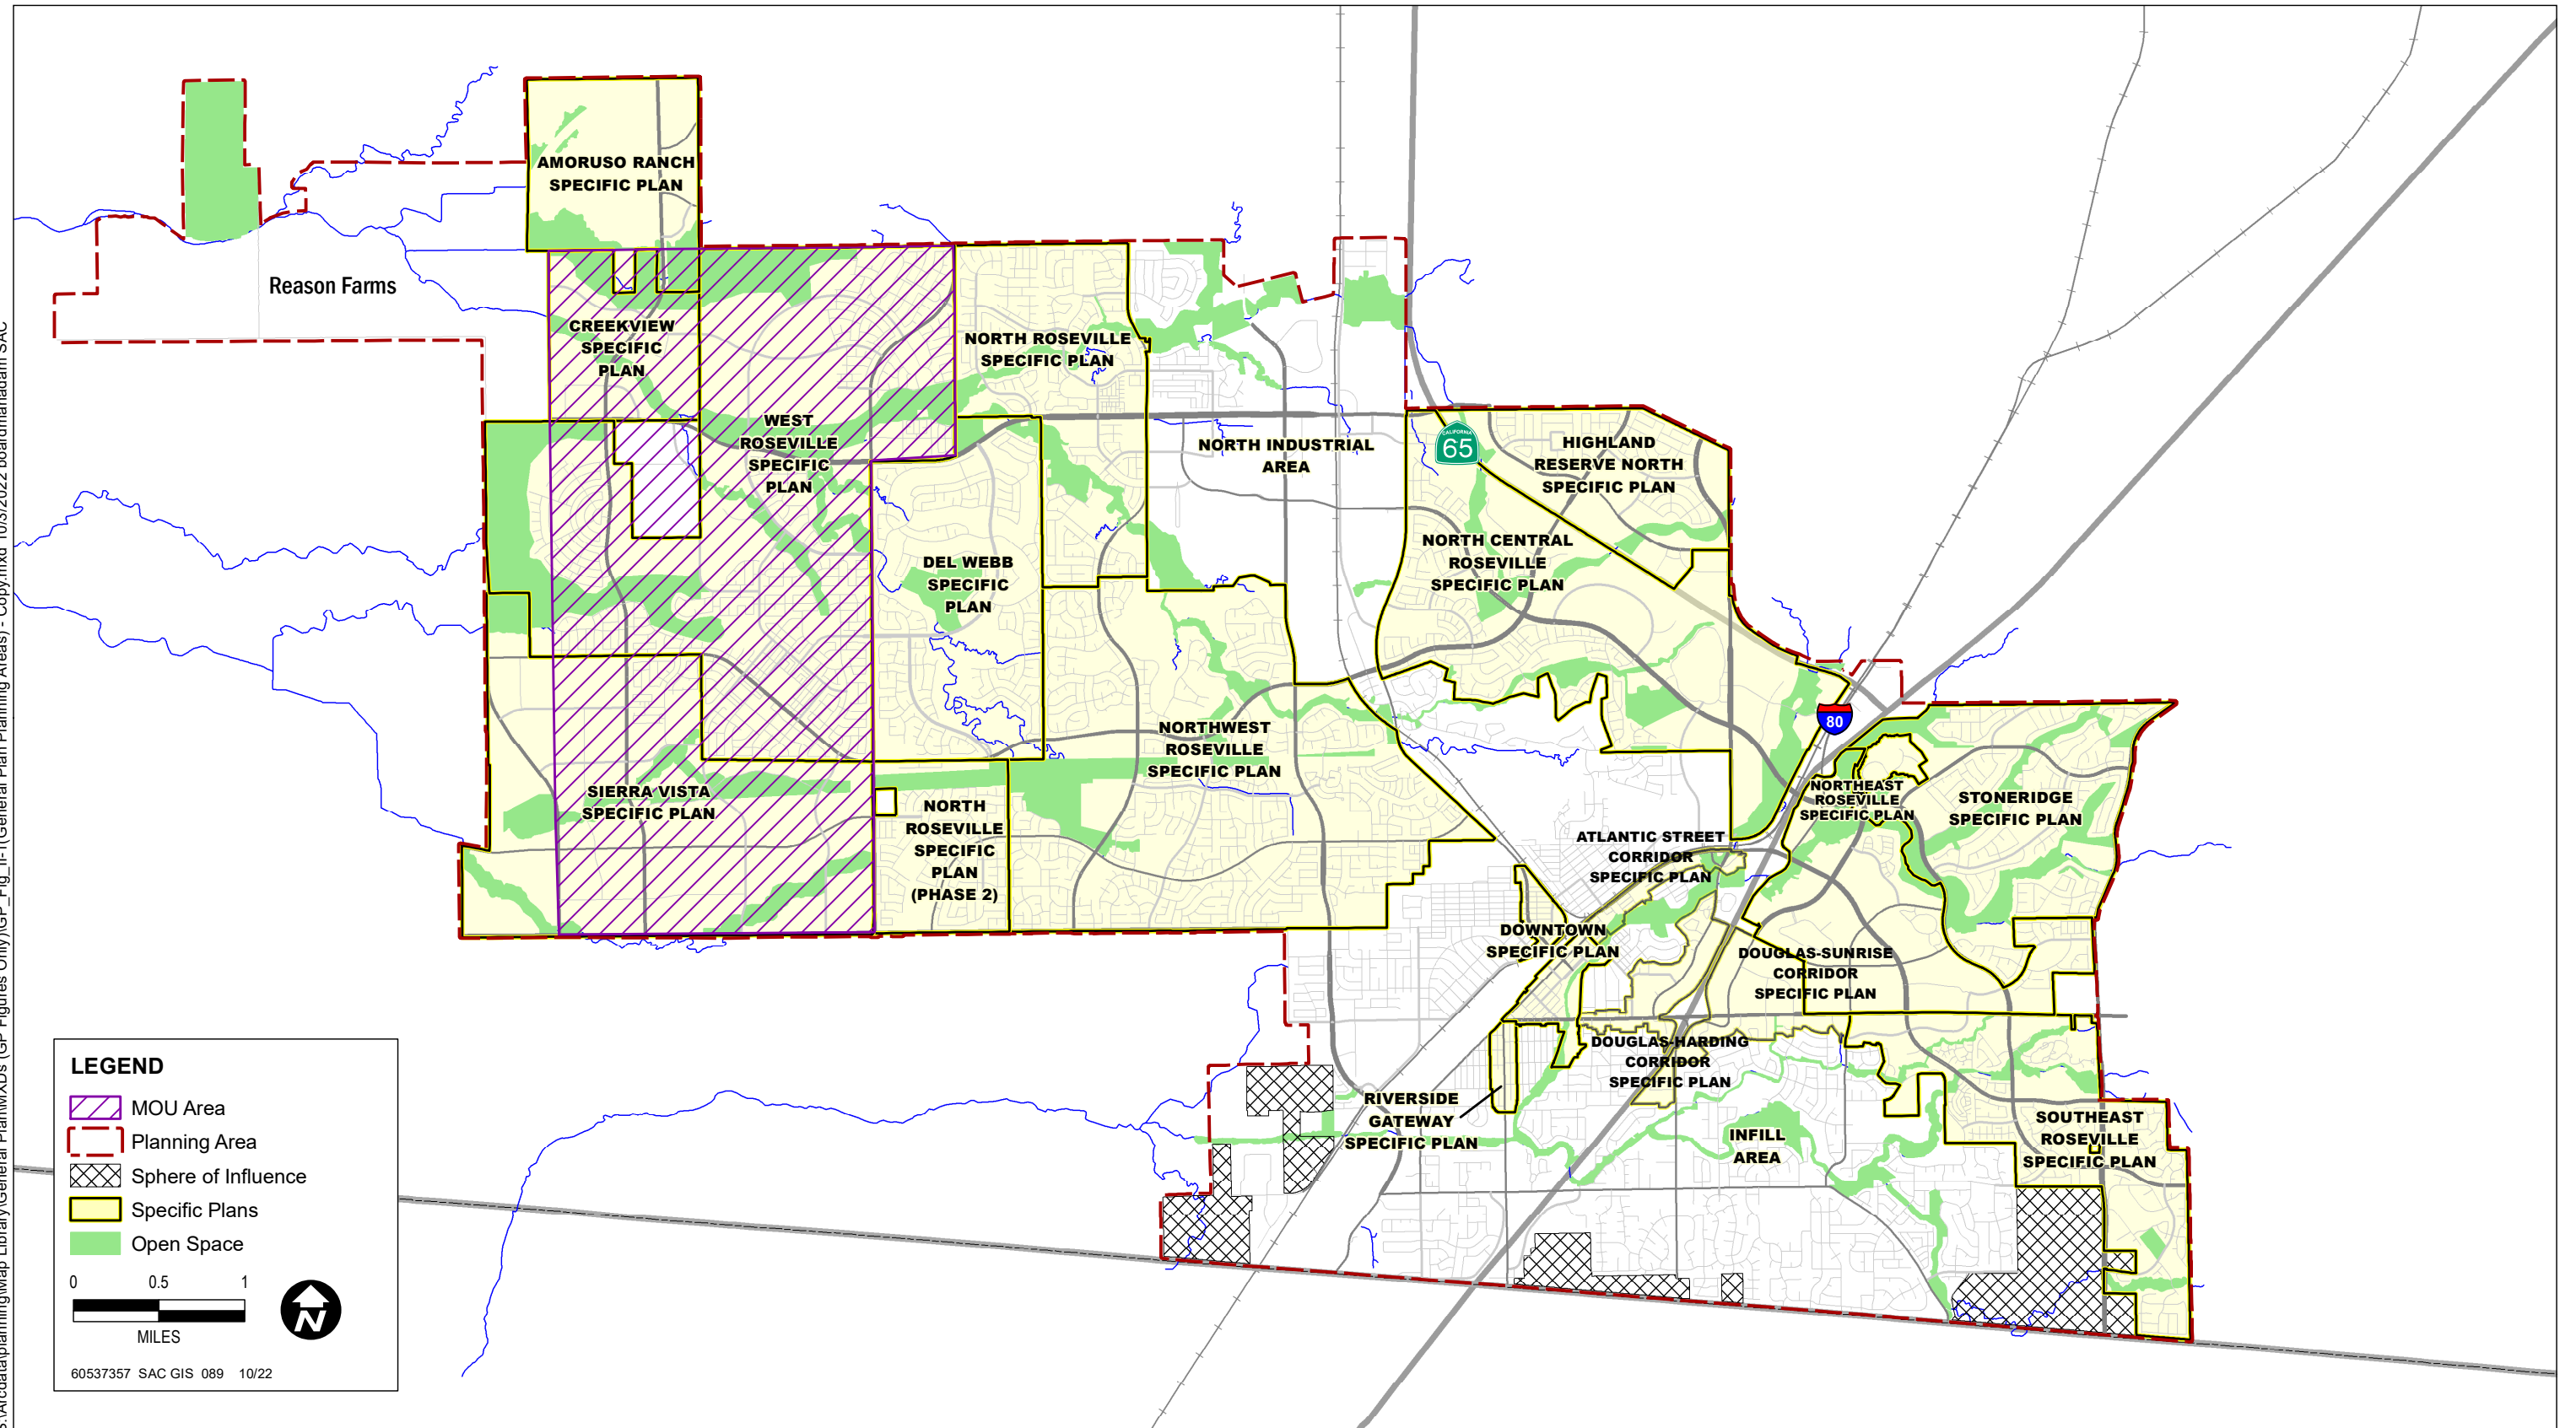 AMORUSO RANCH
SPECIFIC PLAN
Reason Farms
CREEKVIEW
SPECIFIC
PLAN
WEST
ROSEVILLE
SPECIFIC
PLAN
NORTH ROSEVILLE
SPECIFIC PLAN
NORTH INDUSTRIAL
AREA
CALIFORNIA
65
HIGHLAND
RESERVE NORTH
SPECIFIC PLAN
NORTH CENTRAL
ROSEVILLE
SPECIFIC PLAN
DEL WEBB
SPECIFIC
PLAN
NORTHWEST
ROSEVILLE
SPECIFIC PLAN
80
SIERRA VISTA
SPECIFIC PLAN
NORTH
ROSEVILLE
SPECIFIC
PLAN
(PHASE 2)
NORTHEAST
ROSEVILLE
SPECIFIC PLAN
STONERIDGE
SPECIFIC PLAN
ATLANTIC STREET
CORRIDOR
SPECIFIC PLAN
DOWNTOWN
SPECIFIC PLAN
DOUGLAS-SUNRISE
CORRIDOR
SPECIFIC PLAN
DOUGLAS-HARDING
CORRIDOR
SPECIFIC PLAN
RIVERSIDE
GATEWAY
SPECIFIC PLAN
INFILL
AREA
SOUTHEAST
ROSEVILLE
SPECIFIC PLAN
LEGEND
MOU Area
Planning Area
Sphere of Influence
Specific Plans
Open Space
0 0.5 1
MILES
N
60537357 SAC GIS 089 10/22